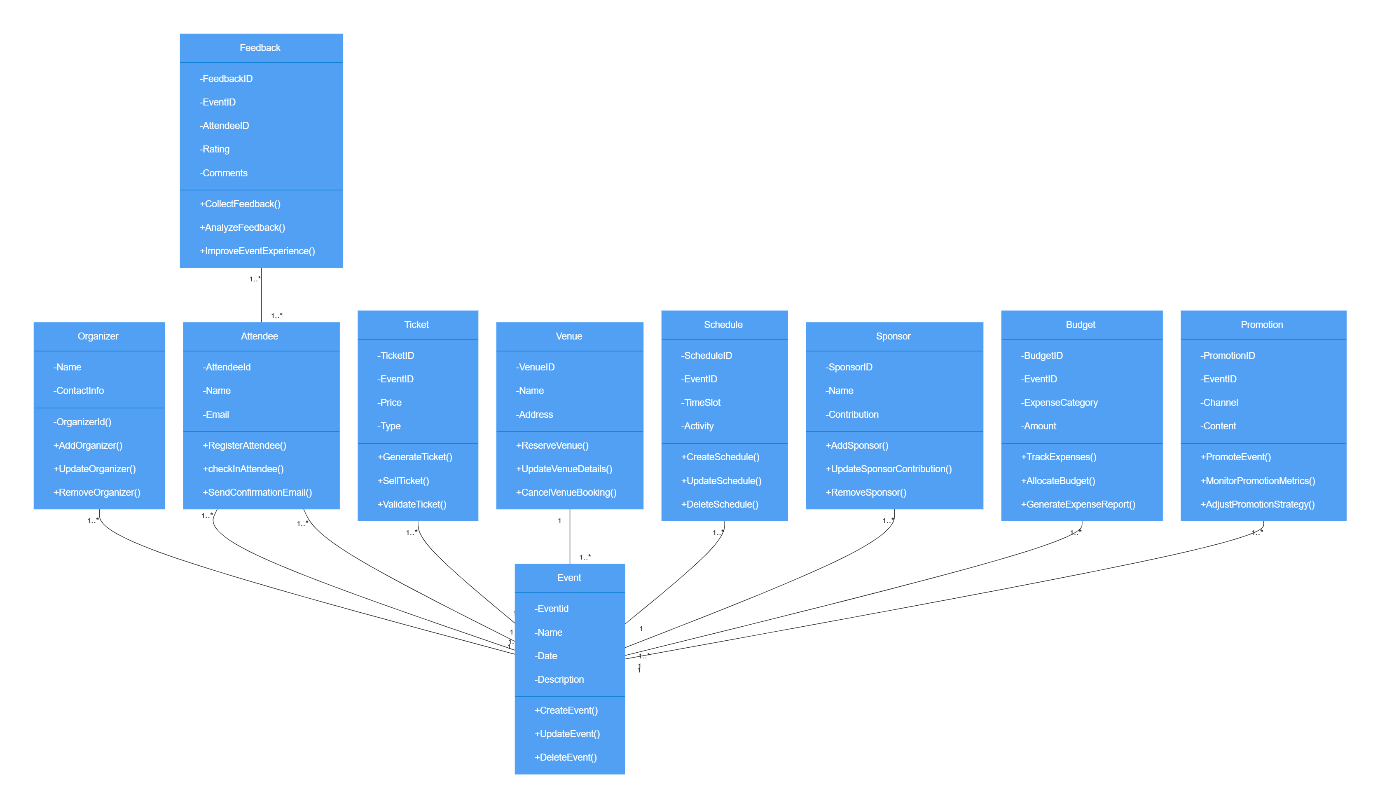 Feedback
-FeedbackID
-EventID
-AttendeeID
-Rating
-Comments
+CollectFeedback()
+AnalyzeFeedback()
+ImproveEventExperience()
1..*
1..*
Organizer
-Name
-ContactInfo
-OrganizerId()
+AddOrganizer()
+UpdateOrganizer()
+RemoveOrganizer()
1..*
Attendee
-AttendeeId
-Name
-Email
+RegisterAttendee()
+checkInAttendee()
+SendConfirmationEmail()
1..*
1..*
Ticket
-TicketID
-EventID
-Price
-Type
+GenerateTicket()
+SellTicket()
+ValidateTicket()
1..*
Venue
-VenueID
-Name
-Address
+ReserveVenue()
+UpdateVenueDetails()
+CancelVenueBooking()
1
1..*
Schedule
-ScheduleID
-EventID
-TimeSlot
-Activity
+CreateSchedule()
+UpdateSchedule()
+DeleteSchedule()
1..*
Sponsor
-SponsorID
-Name
-Contribution
+AddSponsor()
+UpdateSponsorContribution()
+RemoveSponsor()
1..*
Budget
-BudgetID
-EventID
-ExpenseCategory
-Amount
+TrackExpenses()
+AllocateBudget()
+GenerateExpenseReport()
1..*
Promotion
-PromotionID
-EventID
-Channel
-Content
+PromoteEvent()
+MonitorPromotionMetrics()
+AdjustPromotionStrategy()
1..*
Event
-Eventid
-Name
-Date
-Description
+CreateEvent()
+UpdateEvent()
+DeleteEvent()
1
1
1
1..*
1
1